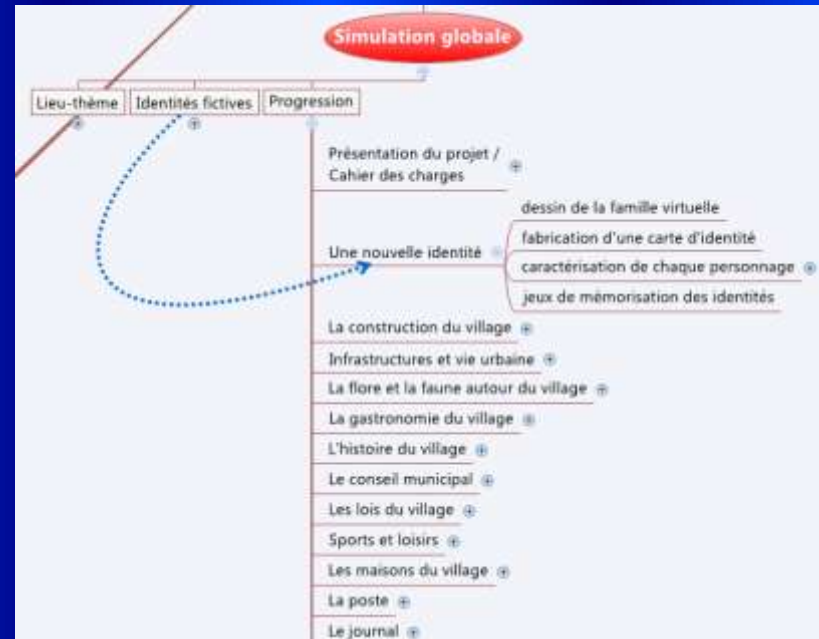 Simulation globale
Lieu-thème
Identités fictives
Progression
Présentation du projet /
Cahier des charges
Une nouvelle identité
dessin de la famille virtuelle
fabrication d'une carte d'identité
caractérisation de chaque personnage
jeux de mémorisation des identités
La construction du village
Infrastructures et vie urbaine
La flore et la faune autour du village
La gastronomie du village
L'histoire du village
Le conseil municipal
Les lois du village
Sports et loisirs
Les maisons du village
La poste
Le journal